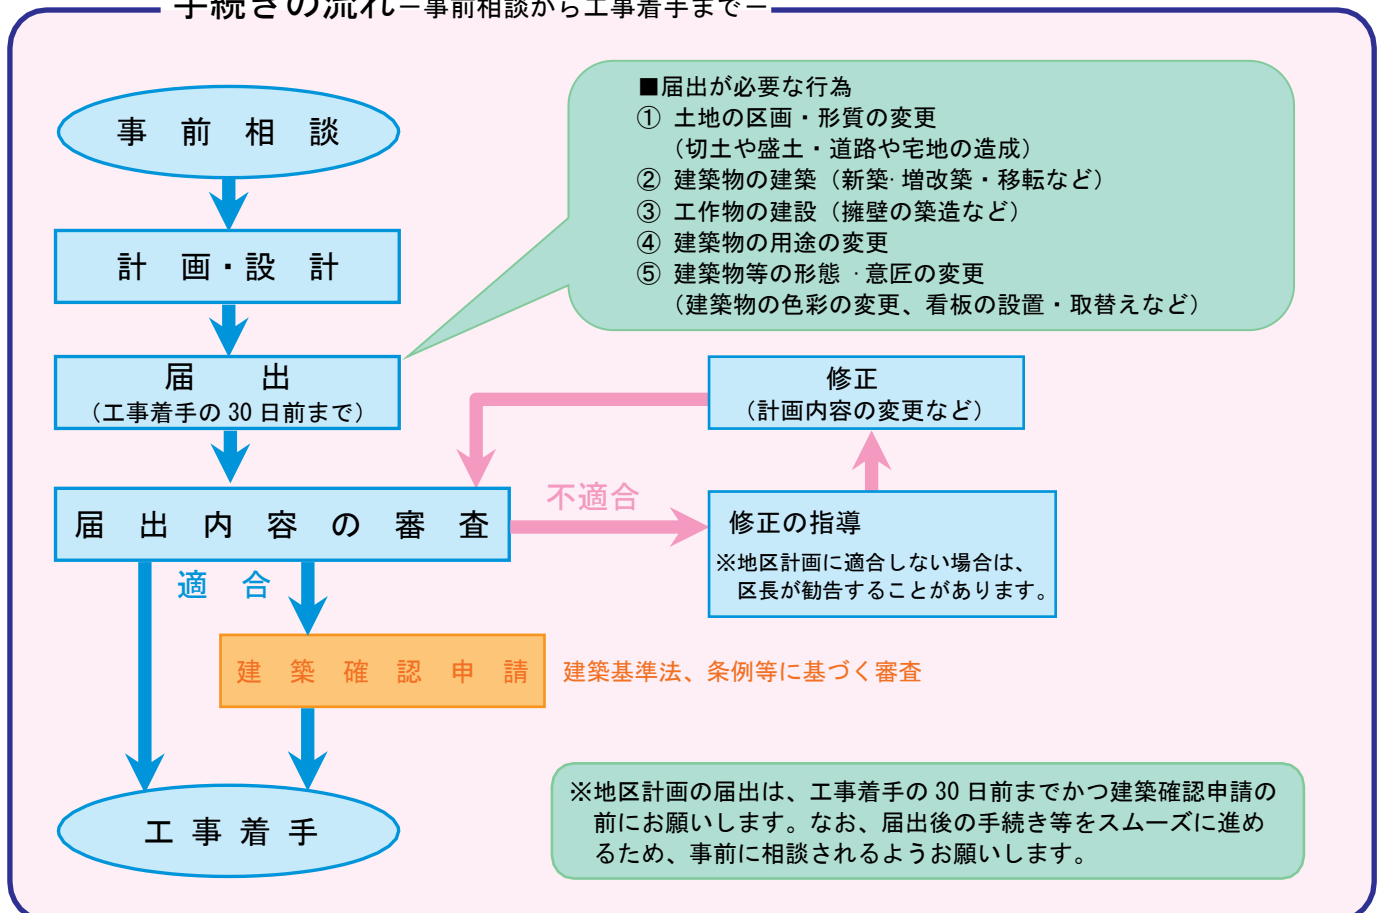 手続きの流れ－事前相談から工事着手まで－
事前相談
■届出が必要な行為
① 土地の区画・形質の変更
（切土や盛土・道路や宅地の造成）
② 建築物の建築（新築・増改築・移転など）
③ 工作物の建設（擁壁の築造など）
④ 建築物の用途の変更
⑤ 建築物等の形態・意匠の変更
（建築物の色彩の変更、看板の設置・取替えなど）
計画・設計
届出
（工事着手の30日前まで）
修正
（計画内容の変更など）
届出内容の審査
不適合
修正の指導
※地区計画に適合しない場合は、
区長が勧告することがあります。
適合
建築確認申請
建築基準法、条例等に基づく審査
工事着手
※地区計画の届出は、工事着手の30日前までかつ建築確認申請の
前にお願いします。なお、届出後の手続き等をスムーズに進め
るため、事前に相談されるようお願いします。